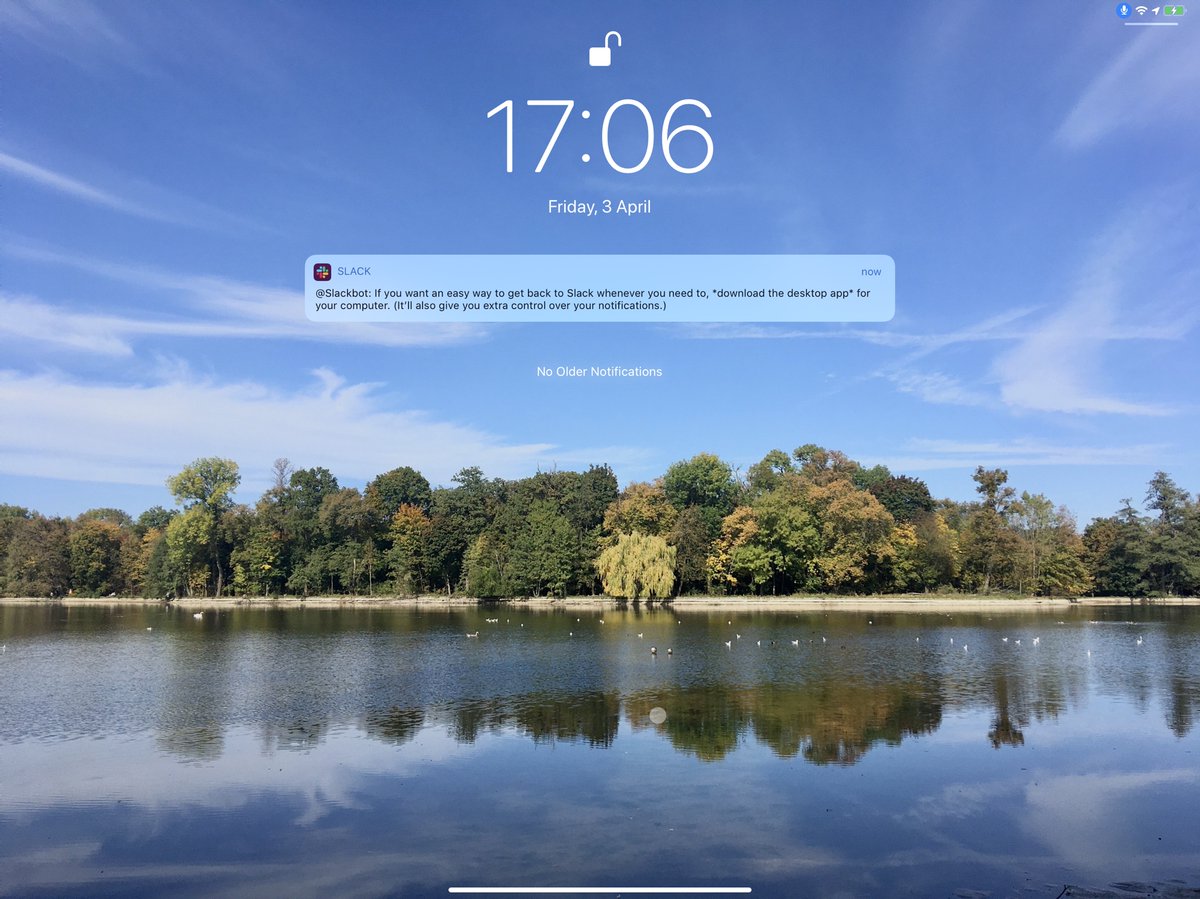 17:06
Friday, 3 April
SLACK now
@Slackbot: If you want an easy way to get back to Slack whenever you need to, *download the desktop app* for
your computer. (It’ll also give you extra control over your notifications.)
No Older Notifications